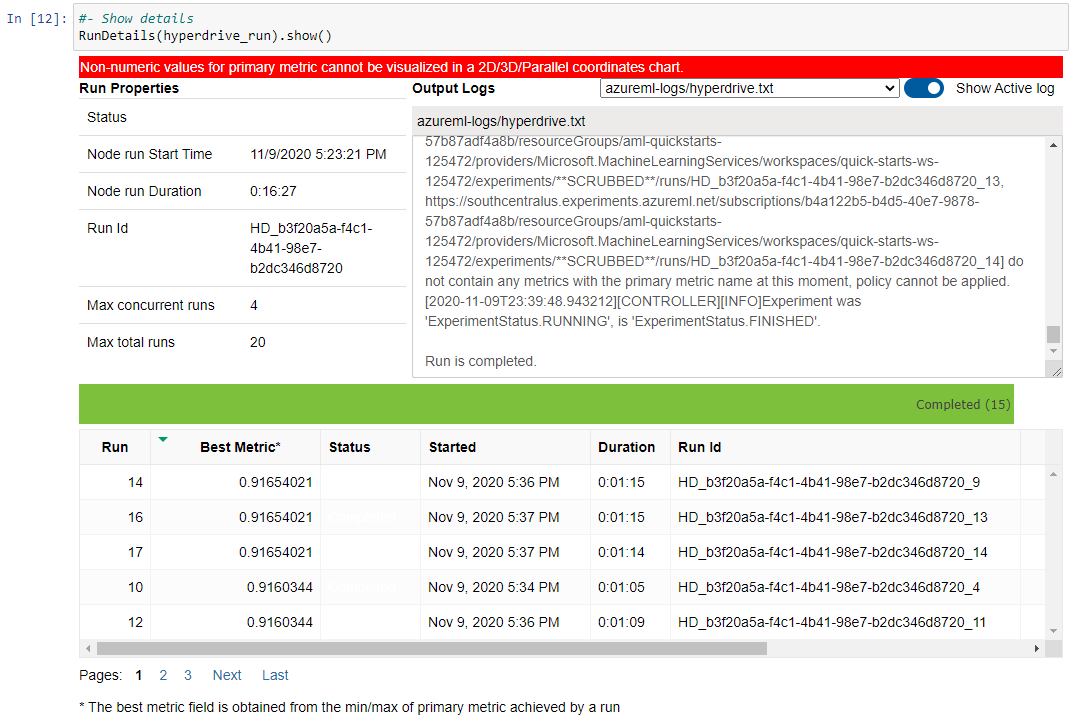 In [12]:
#- Show details
RunDetails(hyperdrive_run).show()
Non-numeric values for primary metric cannot be visualized in a 2D/3D/Parallel coordinates chart.
Run Properties
Status
Node run Start Time 11/9/2020 5:23:21 PM
Node run Duration 0:16:27
Run Id HD_b3f20a5a-f4c1-
4b41-98e7-
b2dc346d8720
Max concurrent runs 4
Max total runs 20
Output Logs azureml-logs/hyperdrive.txt Show Active log
azureml-logs/hyperdrive.txt
57b87adf4a8b/resourceGroups/aml-quickstarts-
125472/providers/Microsoft.MachineLearningServices/workspaces/quick-starts-ws-
125472/experiments/**SCRUBBED**/runs/HD_b3f20a5a-f4c1-4b41-98e7-b2dc346d8720_13,
https://southcentralus.experiments.azureml.net/subscriptions/b4a122b5-b4d5-40e7-9878-
57b87adf4a8b/resourceGroups/aml-quickstarts-
125472/providers/Microsoft.MachineLearningServices/workspaces/quick-starts-ws-
125472/experiments/**SCRUBBED**/runs/HD_b3f20a5a-f4c1-4b41-98e7-b2dc346d8720_14] do
not contain any metrics with the primary metric name at this moment, policy cannot be applied.
[2020-11-09T23:39:48.943212][CONTROLLER][INFO]Experiment was
'ExperimentStatus.RUNNING', is 'ExperimentStatus.FINISHED'.
Run is completed.
Completed (15)
Run Best Metric* Status Started Duration Run Id
14 0.91654021 Nov 9, 2020 5:36 PM 0:01:15 HD_b3f20a5a-f4c1-4b41-98e7-b2dc346d8720_9
16 0.91654021 Nov 9, 2020 5:37 PM 0:01:15 HD_b3f20a5a-f4c1-4b41-98e7-b2dc346d8720_13
17 0.91654021 Nov 9, 2020 5:37 PM 0:01:14 HD_b3f20a5a-f4c1-4b41-98e7-b2dc346d8720_14
10 0.9160344 Nov 9, 2020 5:34 PM 0:01:05 HD_b3f20a5a-f4c1-4b41-98e7-b2dc346d8720_4
12 0.9160344 Nov 9, 2020 5:36 PM 0:01:09 HD_b3f20a5a-f4c1-4b41-98e7-b2dc346d8720_11
Pages: 1 2 3 Next Last
* The best metric field is obtained from the min/max of primary metric achieved by a run